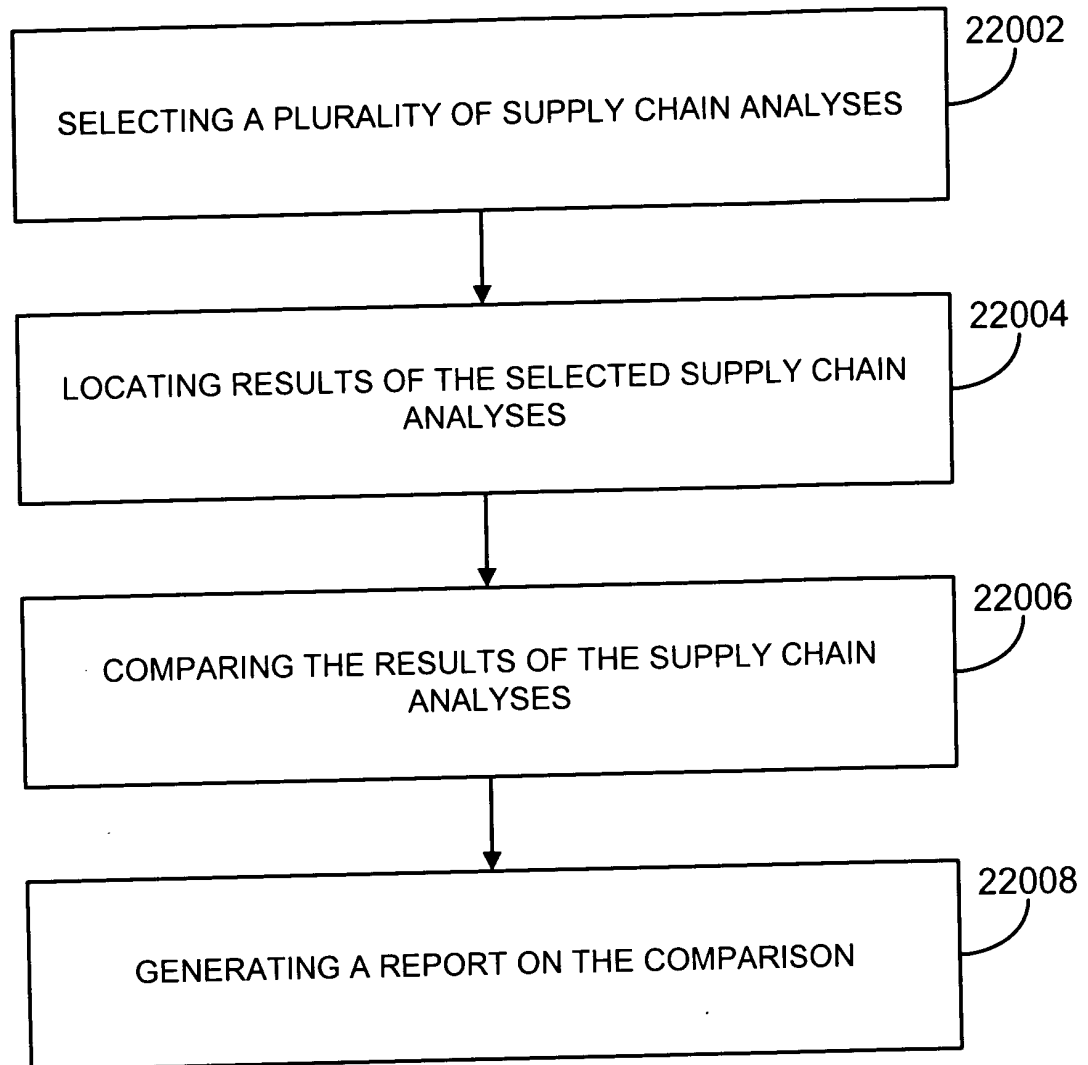 22002
SELECTING A PLURALITY OF SUPPLY CHAIN ANALYSES
22004
LOCATING RESULTS OF THE SELECTED SUPPLY CHAIN
ANALYSES
22006
COMPARING THE RESULTS OF THE SUPPLY CHAIN
ANALYSES
22008
GENERATING A REPORT ON THE COMPARISON